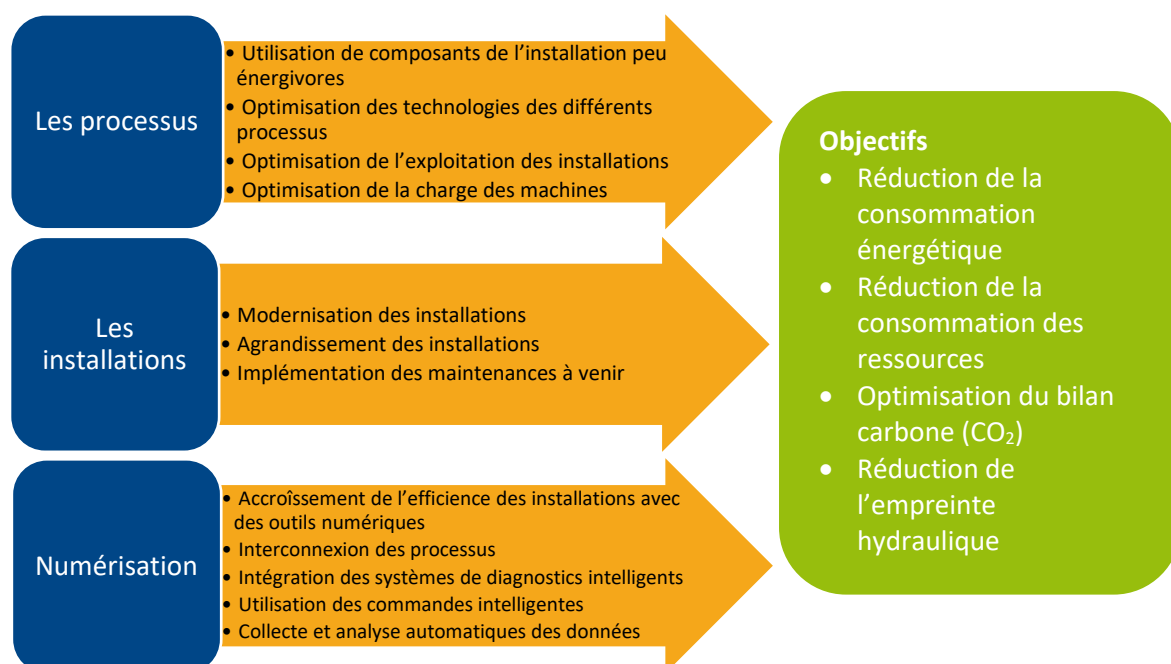 Les processus
• Utilisation de composants de l'installation peu
énergivores
• Optimisation des technologies des différents
processus
• Optimisation de l'exploitation des installations
• Optimisation de la charge des machines
Les
installations
• Modernisation des installations
• Agrandissement des installations
• Implémentation des maintenances à venir
Numérisation
• Accroîssement de l'efficience des installations avec
des outils numériques
• Interconnexion des processus
• Intégration des systèmes de diagnostics intelligents
• Utilisation des commandes intelligentes
• Collecte et analyse automatiques des données
Objectifs
• Réduction de la
consommation
énergétique
• Réduction de la
consommation des
ressources
• Optimisation du bilan
carbone (CO₂)
• Réduction de
l'empreinte
hydraulique